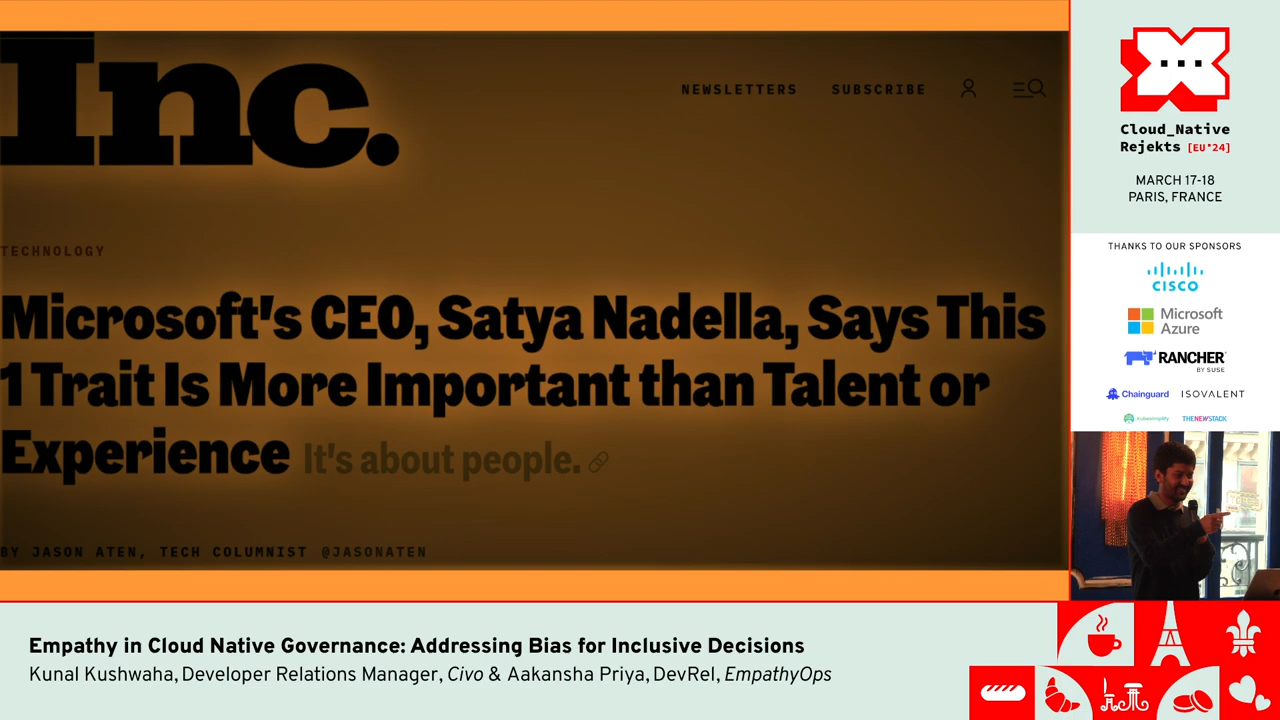 Inc.
NEWSLETTERS SUBSCRIBE
TECHNOLOGY
Microsoft's CEO, Satya Nadella, Says This
1 Trait Is More Important than Talent or
Experience It's about people.
BY JASON ATEN, TECH COLUMNIST @JASONATEN
Cloud_Native
Rejekts [EU'24]
MARCH 17-18
PARIS, FRANCE
THANKS TO OUR SPONSORS
CISCO
Microsoft
Azure
RANCHER
BY SUSE
Chainguard ISOVALENT
Kubesimplify THENEWSTACK
Empathy in Cloud Native Governance: Addressing Bias for Inclusive Decisions
Kunal Kushwaha, Developer Relations Manager, Civo & Aakansha Priya, DevRel, EmpathyOps